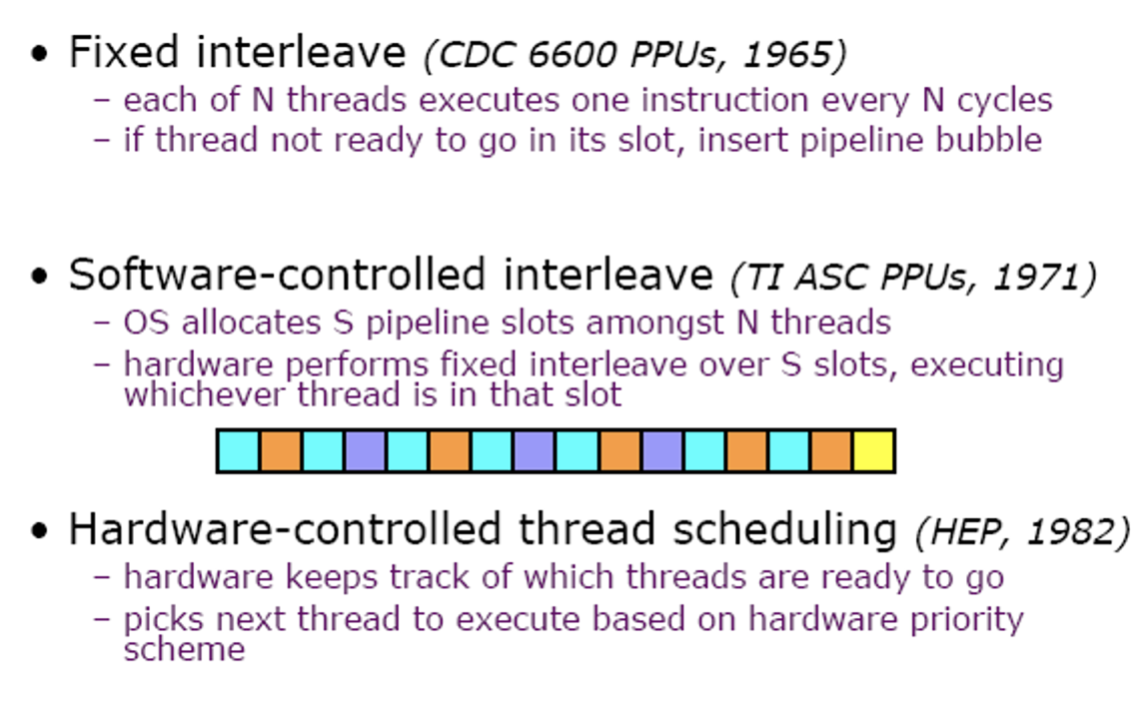 • Fixed interleave (CDC 6600 PPUs, 1965)
– each of N threads executes one instruction every N cycles
– if thread not ready to go in its slot, insert pipeline bubble
• Software-controlled interleave (TI ASC PPUs, 1971)
– OS allocates S pipeline slots amongst N threads
– hardware performs fixed interleave over S slots, executing
whichever thread is in that slot
• Hardware-controlled thread scheduling (HEP, 1982)
– hardware keeps track of which threads are ready to go
– picks next thread to execute based on hardware priority
scheme